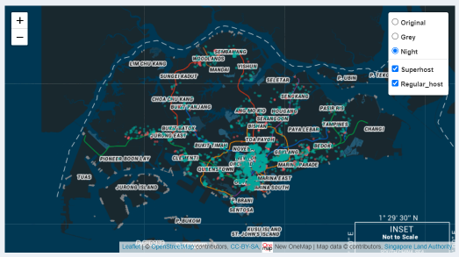 +
−
Original
Grey
Night
Superhost
Regular_host
SEMBAWANG
WOODLANDS
LIM CHU KANG
MANDAI
YISHUN
SUNGEI KADUT
SELETAR
P. UBIN
CHOA CHU KANG
SENGKANG
BUKIT PANJANG
ANG MO KIO
HOUGANG
PASIR RIS
SERANGOON
BUKIT BATOK
BISHAN
PAYA LEBAR
TAMPINES
CHANGI
JURONG EAST
TOA PAYOH
BUKIT TIMAH
BEDOK
PIONEER
BOON LAY
CLEMENTI
GEYLANG
MARINE PARADE
QUEENSTOWN
TUAS
MARINA EAST
JURONG ISLAND
MARINA SOUTH
P. BRANI
SENTOSA
P. BUKOM
KUSU ISLAND
ST. JOHN'S ISLAND
1° 29' 30" N
INSET
Not to Scale
Leaflet | © OpenStreetMap contributors, CC-BY-SA, New OneMap | Map data © contributors, Singapore Land Authority